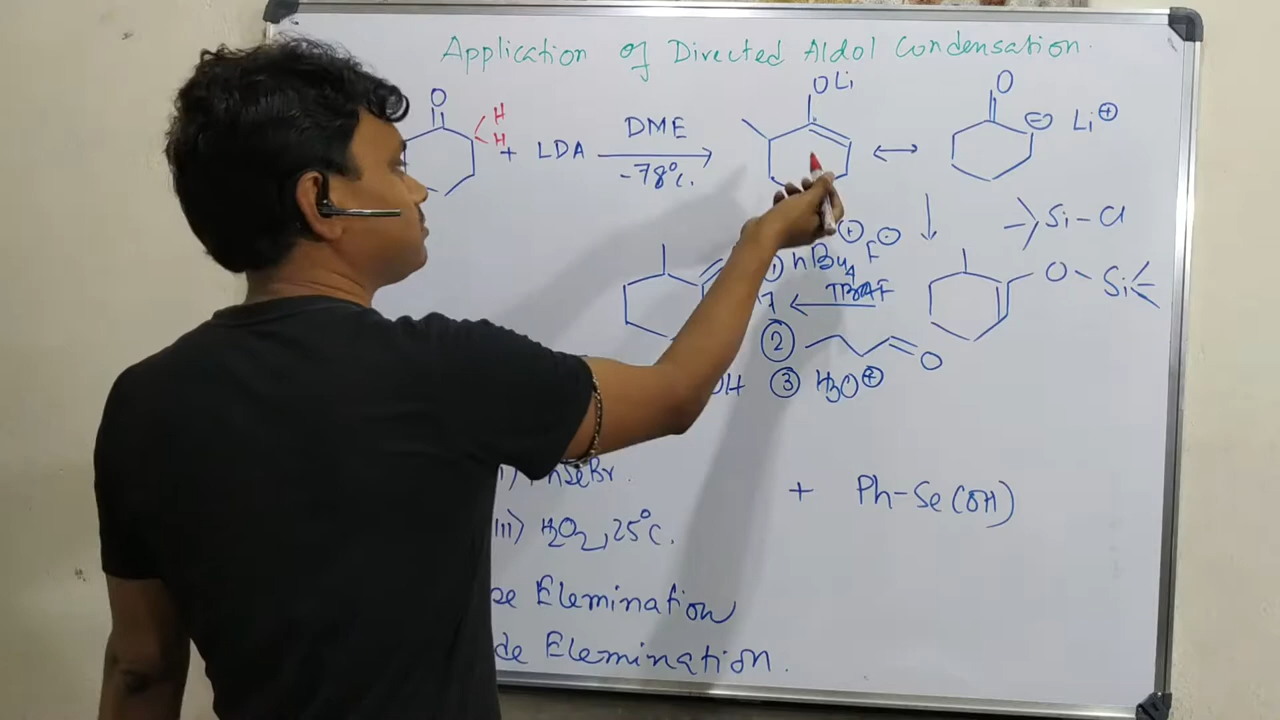 Application of Directed Aldol Condensation.
O
H
H
+ LDA
DME
-78°c.
OLi
O
⊖ Li⊕
Si-Cl
① nBu4⊕ F⊖
TBAF
O-Si
② O
OH ③ H3O⊕
PhSeBr.
+ Ph-Se(OH)
iii) H2O2, 25°C.
Elemination
de Elemination.